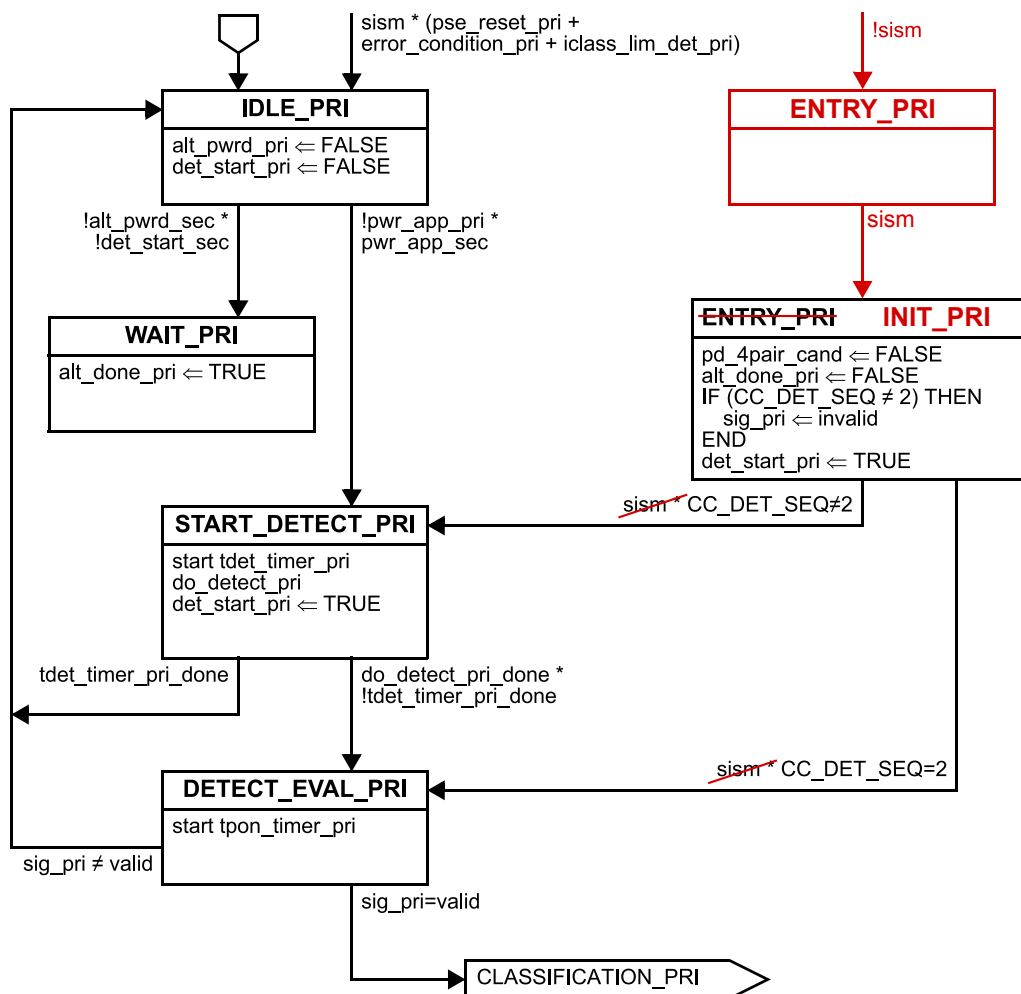 sism * (pse_reset_pri +
error_condition_pri + iclass_lim_det_pri)
!sism
IDLE_PRI
alt_pwrd_pri ⇐ FALSE
det_start_pri ⇐ FALSE
ENTRY_PRI
!alt_pwrd_sec *
!det_start_sec
!pwr_app_pri *
pwr_app_sec
sism
WAIT_PRI
alt_done_pri ⇐ TRUE
ENTRY_PRI INIT_PRI
pd_4pair_cand ⇐ FALSE
alt_done_pri ⇐ FALSE
IF (CC_DET_SEQ ≠ 2) THEN
sig_pri ⇐ invalid
END
det_start_pri ⇐ TRUE
sism * CC_DET_SEQ≠2
START_DETECT_PRI
start tdet_timer_pri
do_detect_pri
det_start_pri ⇐ TRUE
tdet_timer_pri_done
do_detect_pri_done *
!tdet_timer_pri_done
sism * CC_DET_SEQ=2
DETECT_EVAL_PRI
start tpon_timer_pri
sig_pri ≠ valid
sig_pri=valid
CLASSIFICATION_PRI